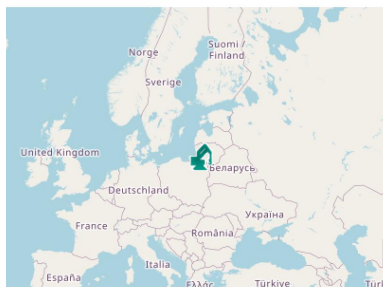 Norge
Suomi /
Finland
Sverige
United Kingdom
Беларусь
Deutschland
Україна
France
România
Italia
España
Ελλάς
Türkiye